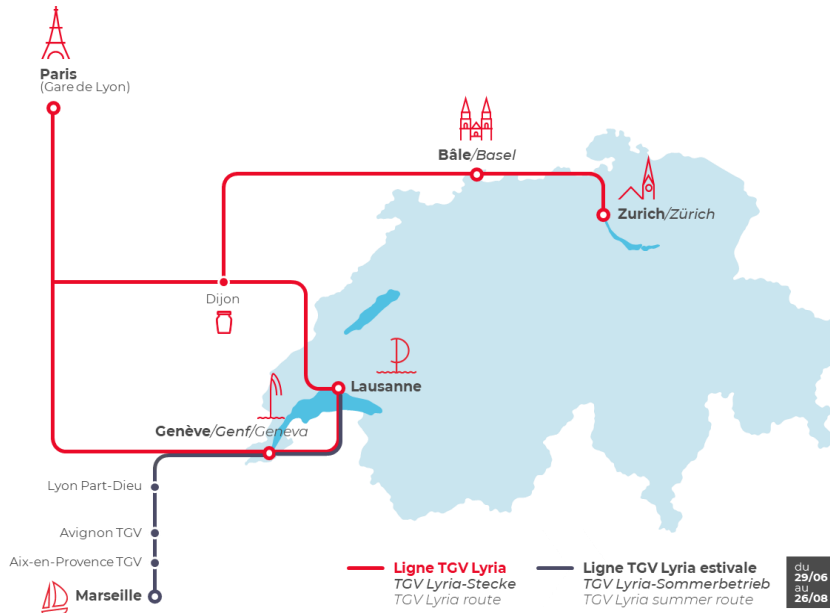 Paris
(Gare de Lyon)
Bâle/Basel
Zurich/Zürich
Dijon
Lausanne
Genève/Genf/Geneva
Lyon Part-Dieu
Avignon TGV
Aix-en-Provence TGV
Marseille
Ligne TGV Lyria
TGV Lyria-Stecke
TGV Lyria route
Ligne TGV Lyria estivale
TGV Lyria-Sommerbetrieb
TGV Lyria summer route
du
29/06
au
26/08